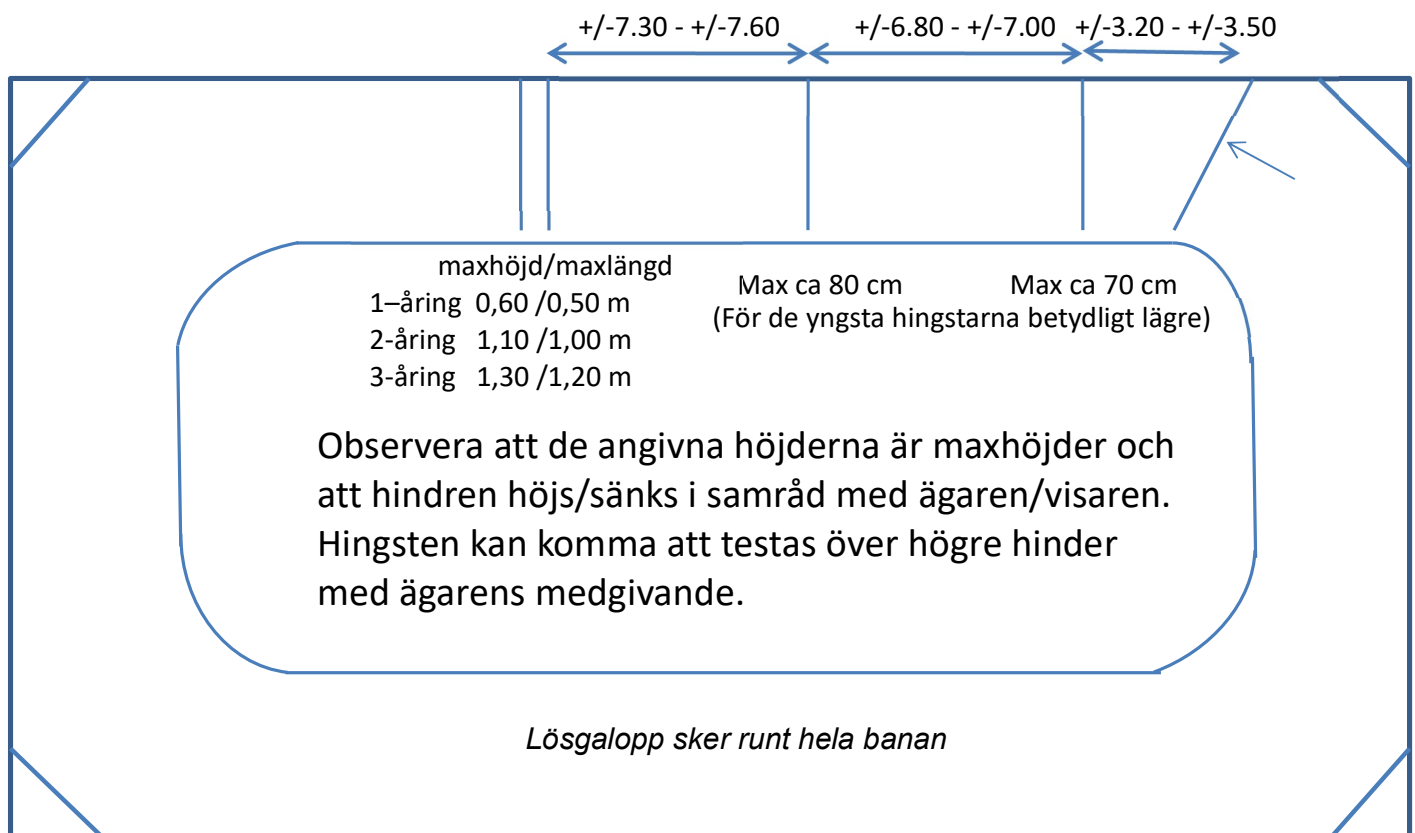 +/-7.30 - +/-7.60 +/-6.80 - +/-7.00 +/-3.20 - +/-3.50
maxhöjd/maxlängd
1–åring 0,60 /0,50 m
2-åring 1,10 /1,00 m
3-åring 1,30 /1,20 m
Max ca 80 cm Max ca 70 cm
(För de yngsta hingstarna betydligt lägre)
Observera att de angivna höjderna är maxhöjder och
att hindren höjs/sänks i samråd med ägaren/visaren.
Hingsten kan komma att testas över högre hinder
med ägarens medgivande.
Lösgalopp sker runt hela banan